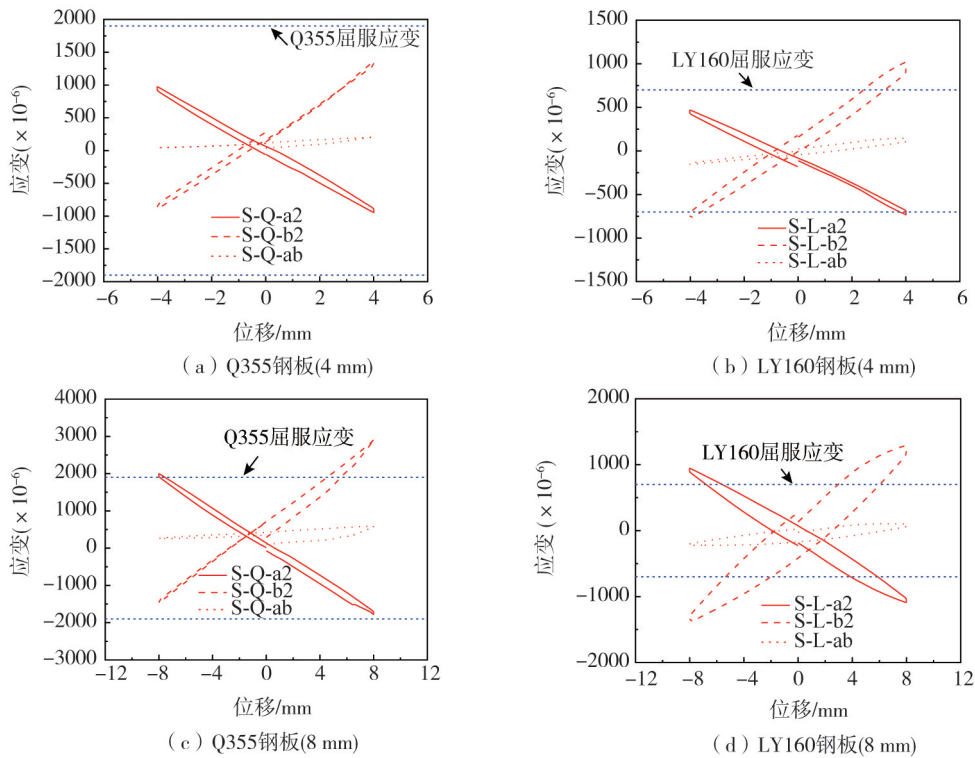 2000
1500
1000
500
0
−500
−1000
−1500
−2000
应变(×10⁻⁶)
Q355屈服应变
S-Q-a2
S-Q-b2
S-Q-ab
−6 −4 −2 0 2 4 6
位移/mm
（a）Q355钢板(4 mm)
1500
1000
500
0
−500
−1000
−1500
应变(×10⁻⁶)
LY160屈服应变
S-L-a2
S-L-b2
S-L-ab
−6 −4 −2 0 2 4 6
位移/mm
（b）LY160钢板(4 mm)
4000
3000
2000
1000
0
−1000
−2000
−3000
应变(×10⁻⁶)
Q355屈服应变
S-Q-a2
S-Q-b2
S-Q-ab
−12 −8 −4 0 4 8 12
位移/mm
（c）Q355钢板(8 mm)
2000
1000
0
−1000
−2000
应变(×10⁻⁶)
LY160屈服应变
S-L-a2
S-L-b2
S-L-ab
−12 −8 −4 0 4 8 12
位移/mm
（d）LY160钢板(8 mm)